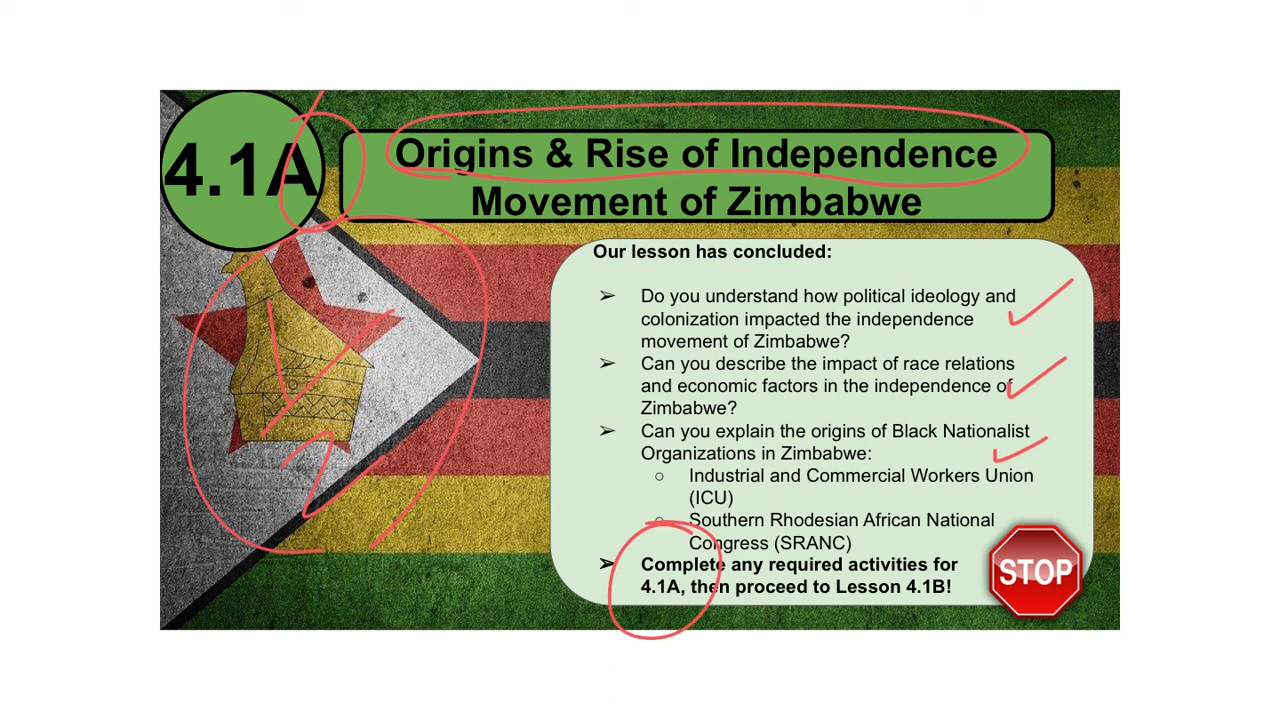 4.1A
Origins & Rise of Independence
Movement of Zimbabwe
Our lesson has concluded:
➢ Do you understand how political ideology and
colonization impacted the independence
movement of Zimbabwe?
➢ Can you describe the impact of race relations
and economic factors in the independence of
Zimbabwe?
➢ Can you explain the origins of Black Nationalist
Organizations in Zimbabwe:
○ Industrial and Commercial Workers Union
(ICU)
○ Southern Rhodesian African National
Congress (SRANC)
➢ Complete any required activities for
4.1A, then proceed to Lesson 4.1B!
STOP